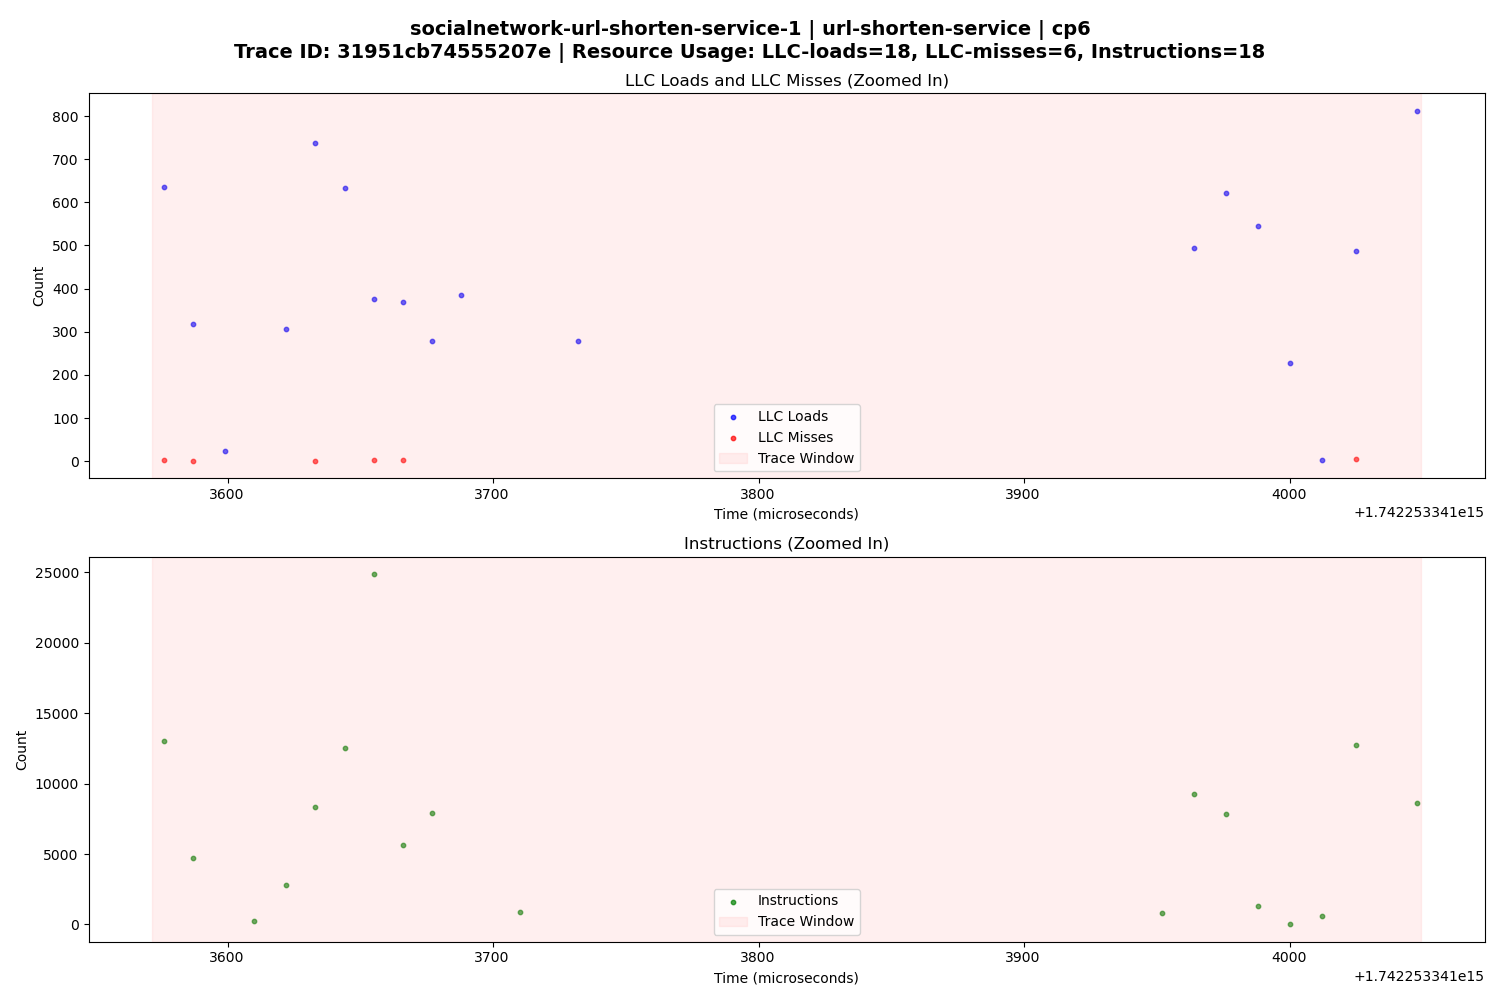 socialnetwork-url-shorten-service-1 | url-shorten-service | cp6
Trace ID: 31951cb74555207e | Resource Usage: LLC-loads=18, LLC-misses=6, Instructions=18
LLC Loads and LLC Misses (Zoomed In)
800
700
600
500
400
300
200
100
0
Count
LLC Loads
LLC Misses
Trace Window
3600
3700
3800
3900
4000
Time (microseconds)
+1.742253341e15
Instructions (Zoomed In)
25000
20000
15000
10000
5000
0
Count
Instructions
Trace Window
3600
3700
3800
3900
4000
Time (microseconds)
+1.742253341e15